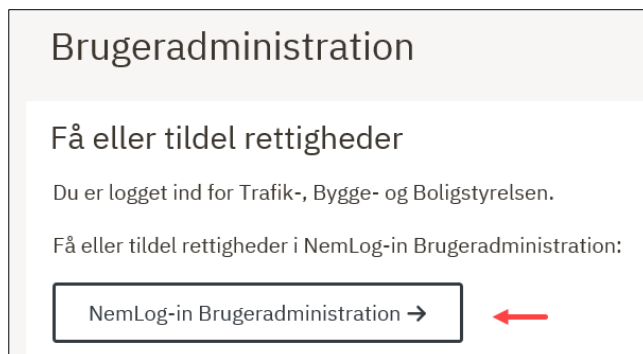 Brugeradministration
Få eller tildel rettigheder
Du er logget ind for Trafik-, Bygge- og Boligstyrelsen.
Få eller tildel rettigheder i NemLog-in Brugeradministration:
NemLog-in Brugeradministration →